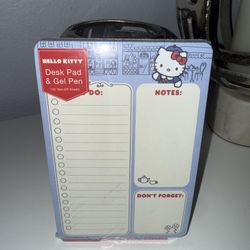 HELLO KITTY
Desk Pad
& Gel Pen
DO:
NOTES:
DON'T FORGET: